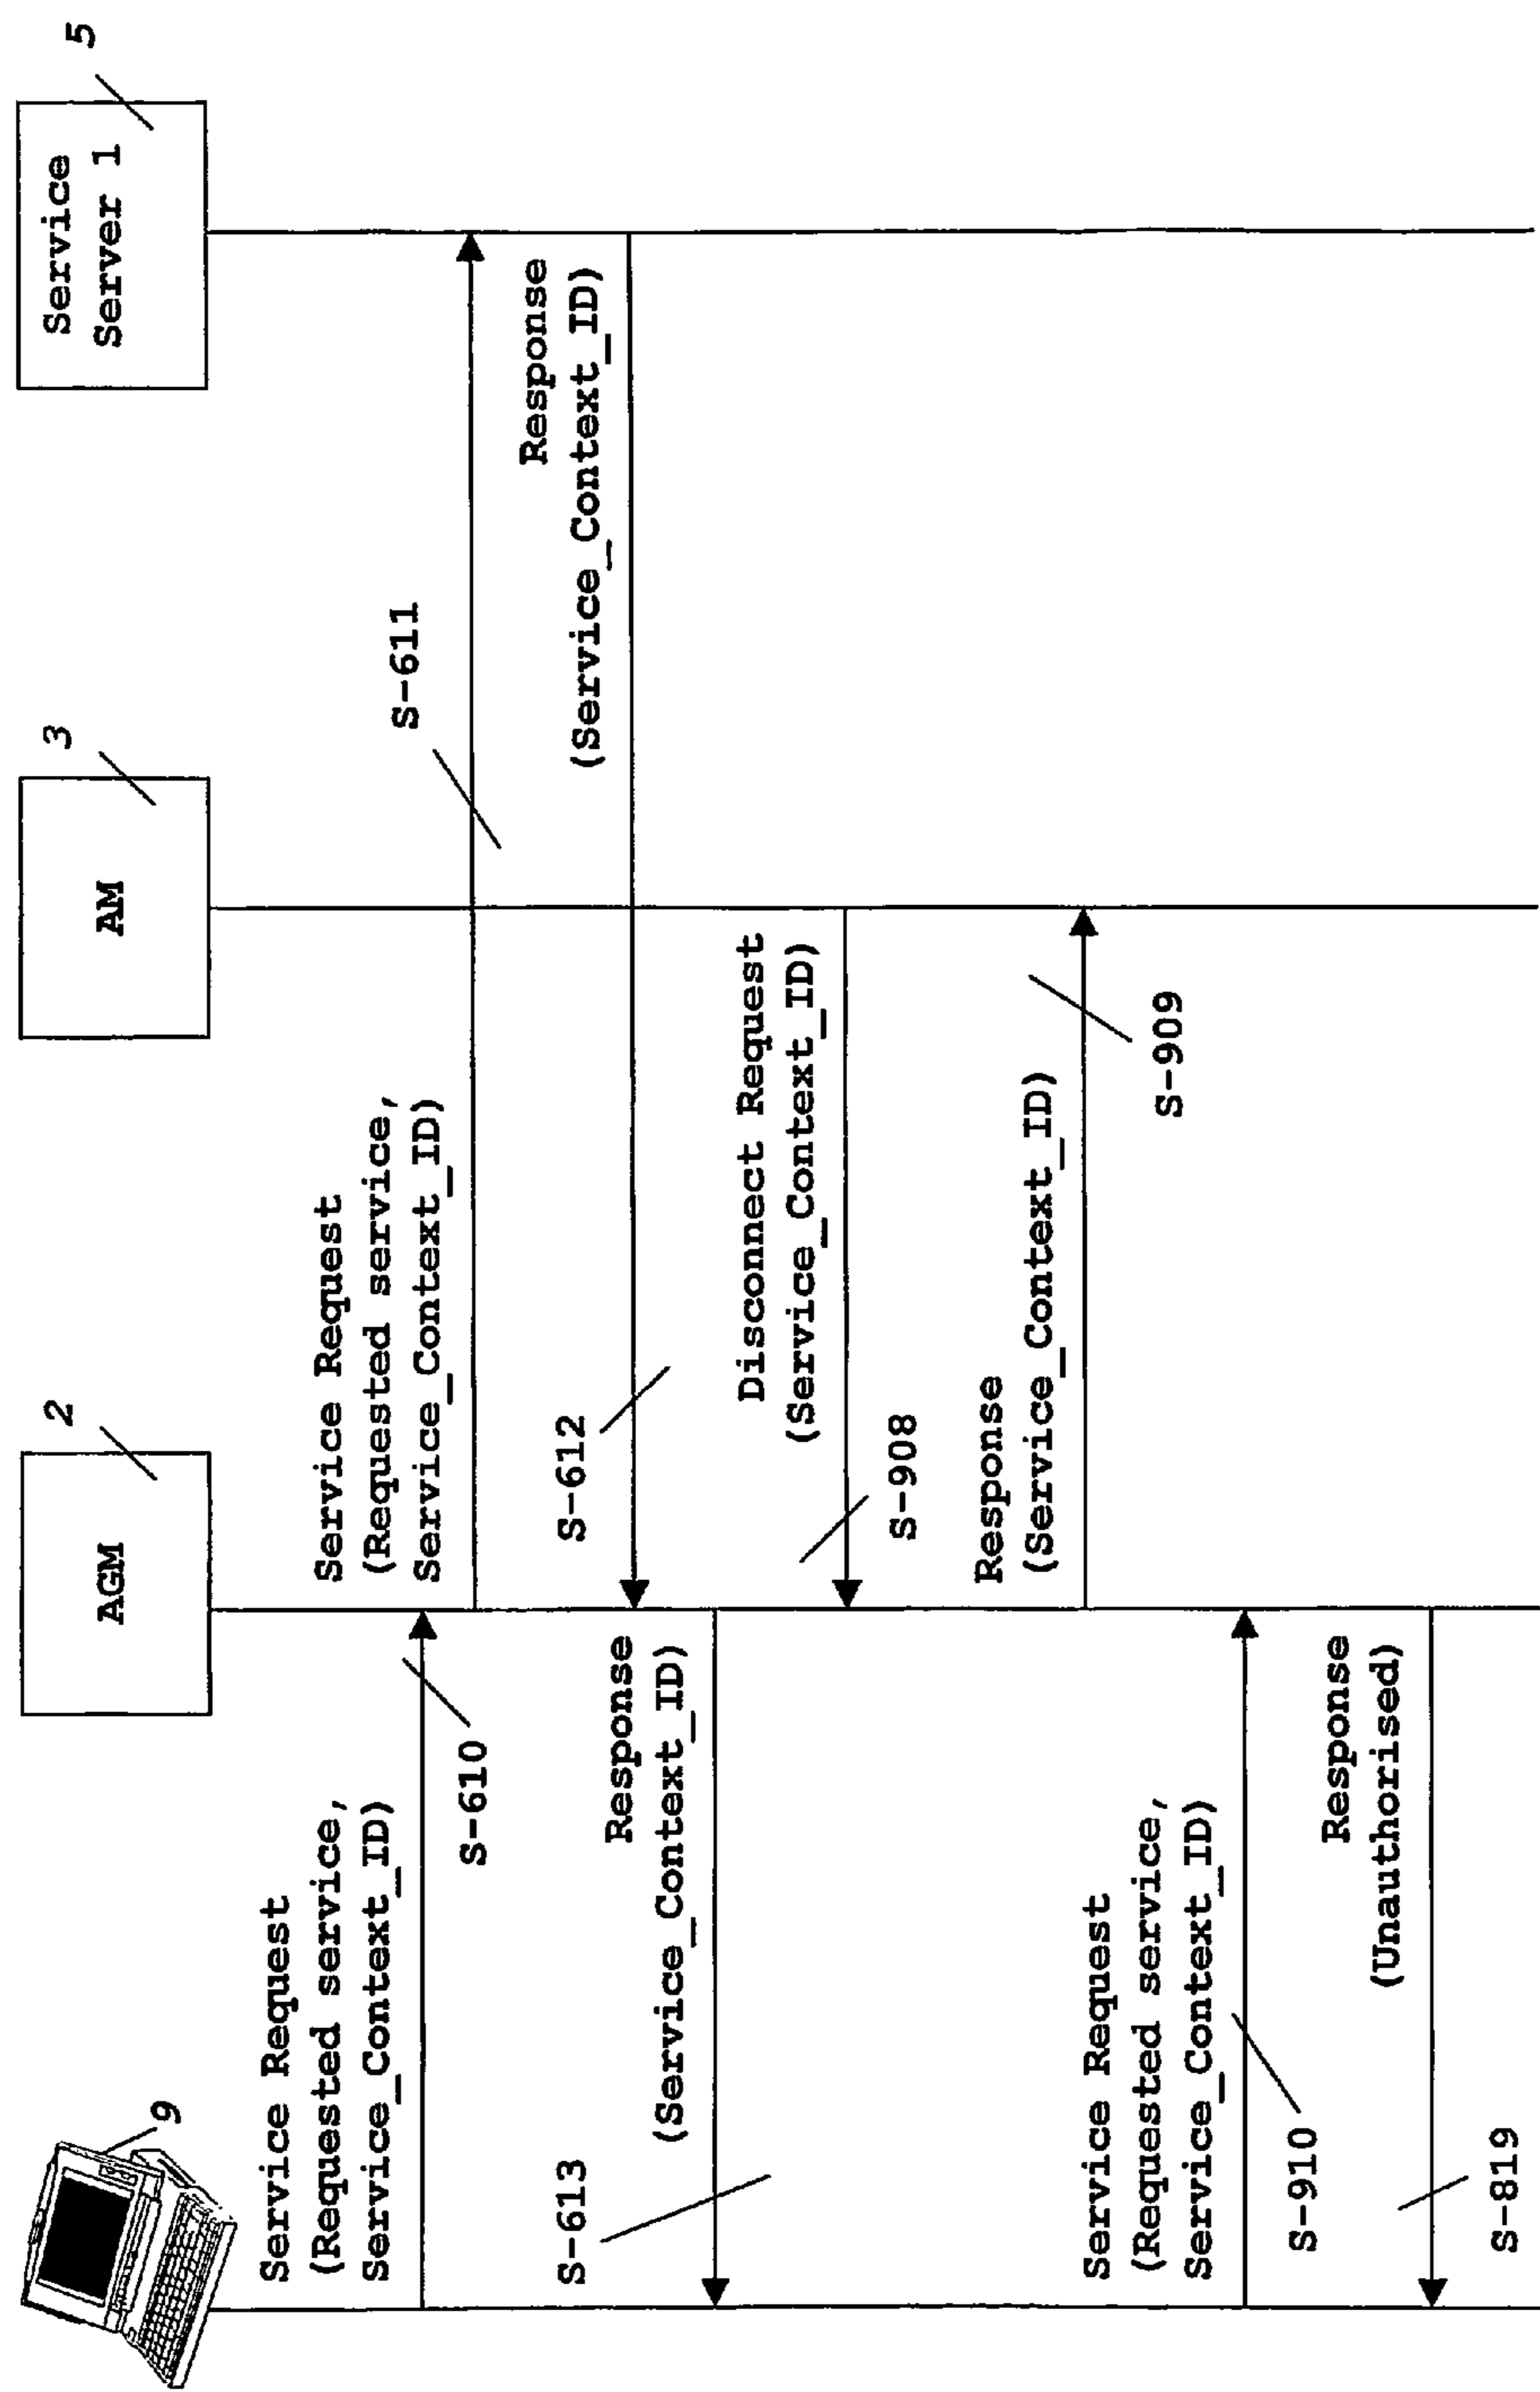 9
AGM
2
AM
3
Service
Server 1
5
Service Request
(Requested service,
Service_Context_ID)
S-610
Service Request
(Requested service,
Service_Context_ID)
S-611
Response
(Service_Context_ID)
S-612
Response
(Service_Context_ID)
S-613
Disconnect Request
(Service_Context_ID)
S-908
Response
(Service_Context_ID)
S-909
Service Request
(Requested service,
Service_Context_ID)
S-910
Response
(Unauthorised)
S-819